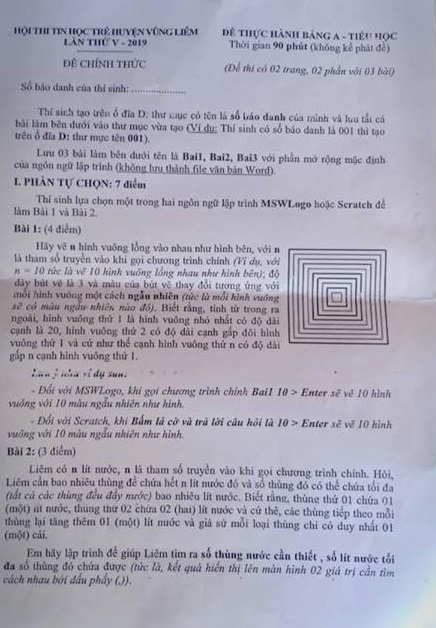 HỘI THI TIN HỌC TRẺ HUYỆN VŨNG LIÊM
LẦN THỨ V - 2019
ĐỀ CHÍNH THỨC
ĐỀ THỰC HÀNH BẢNG A - TIỂU HỌC
Thời gian 90 phút (không kể phát đề)
(Đề thi có 02 trang, 02 phần với 03 bài)
Số báo danh của thí sinh: ....................
Thí sinh tạo trên ổ đĩa D: thư mục có tên là số báo danh của mình và lưu tất cả
bài làm bên dưới vào thư mục vừa tạo (Ví dụ: Thí sinh có số báo danh là 001 thì tạo
trên ổ đĩa D: thư mục tên 001).
Lưu 03 bài làm bên dưới tên là Bai1, Bai2, Bai3 với phần mở rộng mặc định
của ngôn ngữ lập trình (không lưu thành file văn bản Word).
I. PHẦN TỰ CHỌN: 7 điểm
Thí sinh lựa chọn một trong hai ngôn ngữ lập trình MSWLogo hoặc Scratch để
làm Bài 1 và Bài 2.
Bài 1: (4 điểm)
Hãy vẽ n hình vuông lồng vào nhau như hình bên, với n
là tham số truyền vào khi gọi chương trình chính (Ví dụ, với
n = 10 tức là vẽ 10 hình vuông lồng nhau như hình bên); độ
dày bút vẽ là 3 và màu của bút vẽ thay đổi tương ứng với
mỗi hình vuông một cách ngẫu nhiên (tức là mỗi hình vuông
sẽ có màu ngẫu nhiên nào đó). Biết rằng, tính từ trong ra
ngoài, hình vuông thứ 1 là hình vuông nhỏ nhất có độ dài
cạnh là 20, hình vuông thứ 2 có độ dài cạnh gấp đôi hình
vuông thứ 1 và cứ như thế cạnh hình vuông thứ n có độ dài
gấp n cạnh hình vuông thứ 1.
ví dụ sau:
- Đối với MSWLogo, khi gọi chương trình chính Bai1 10 > Enter sẽ vẽ 10 hình
vuông với 10 màu ngẫu nhiên như hình.
- Đối với Scratch, khi Bấm lá cờ và trả lời câu hỏi là 10 > Enter sẽ vẽ 10 hình
vuông với 10 màu ngẫu nhiên như hình.
Bài 2: (3 điểm)
Liêm có n lít nước, n là tham số truyền vào khi gọi chương trình chính. Hỏi,
Liêm cần bao nhiêu thùng để chứa hết n lít nước đó và số thùng đó có thể chứa tối đa
(tất cả các thùng đều đầy nước) bao nhiêu lít nước. Biết rằng, thùng thứ 01 chứa 01
(một) lít nước, thùng thứ 02 chứa 02 (hai) lít nước và cứ thế, các thùng tiếp theo mỗi
thùng lại tăng thêm 01 (một) lít nước và giả sử mỗi loại thùng chỉ có duy nhất 01
(một) cái.
Em hãy lập trình để giúp Liêm tìm ra số thùng nước cần thiết , số lít nước tối
đa số thùng đó chứa được (tức là, kết quả hiển thị lên màn hình 02 giá trị cần tìm
cách nhau bởi dấu phẩy (,)).